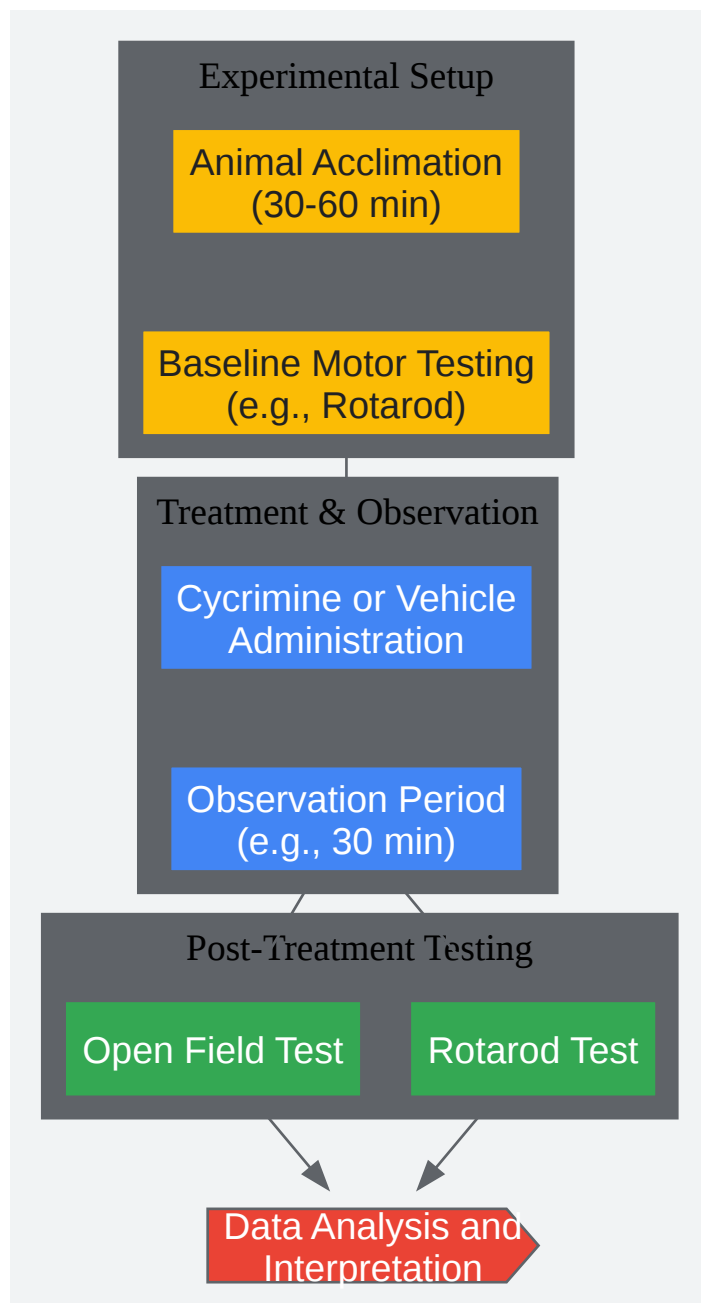 Experimental Setup
Animal Acclimation
(30-60 min)
Baseline Motor Testing
(e.g., Rotarod)
Treatment & Observation
Cycrimine or Vehicle
Administration
Observation Period
(e.g., 30 min)
Post-Treatment Testing
Open Field Test
Rotarod Test
Data Analysis and
Interpretation